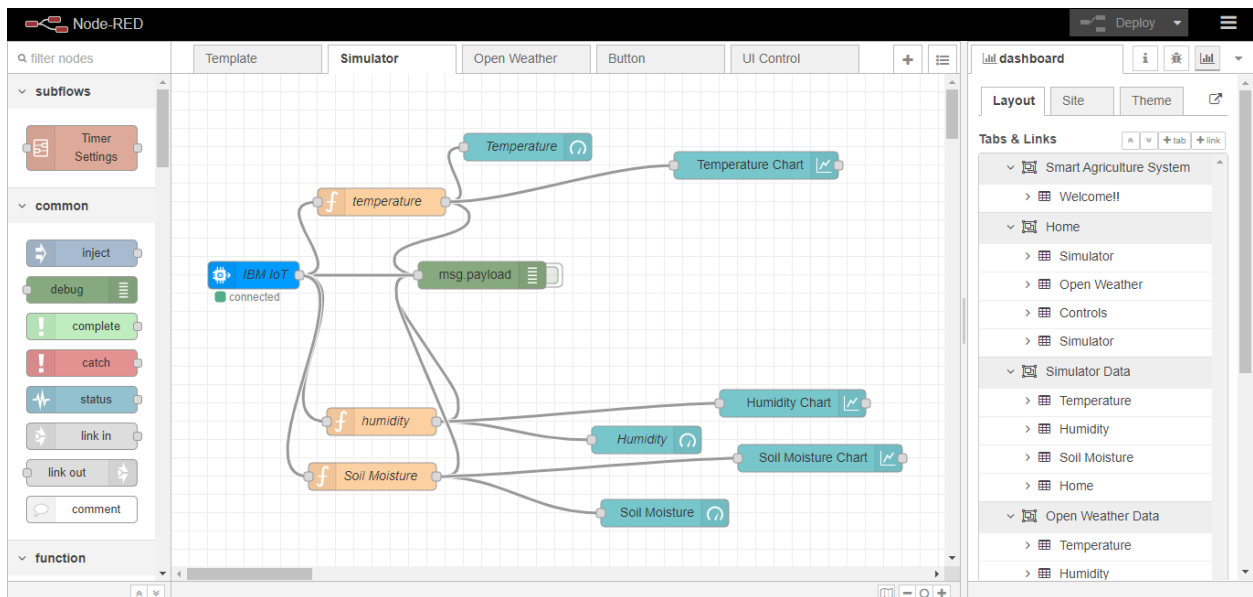 Node-RED
Deploy
filter nodes
subflows
Timer
Settings
common
inject
debug
complete
catch
status
link in
link out
comment
function
Template
Simulator
Open Weather
Button
UI Control
Temperature
Temperature Chart
temperature
IBM IoT
connected
msg.payload
Humidity Chart
humidity
Humidity
Soil Moisture Chart
Soil Moisture
Soil Moisture
dashboard
i
Layout
Site
Theme
Tabs & Links
tab
link
Smart Agriculture System
Welcome!!
Home
Simulator
Open Weather
Controls
Simulator
Simulator Data
Temperature
Humidity
Soil Moisture
Home
Open Weather Data
Temperature
Humidity